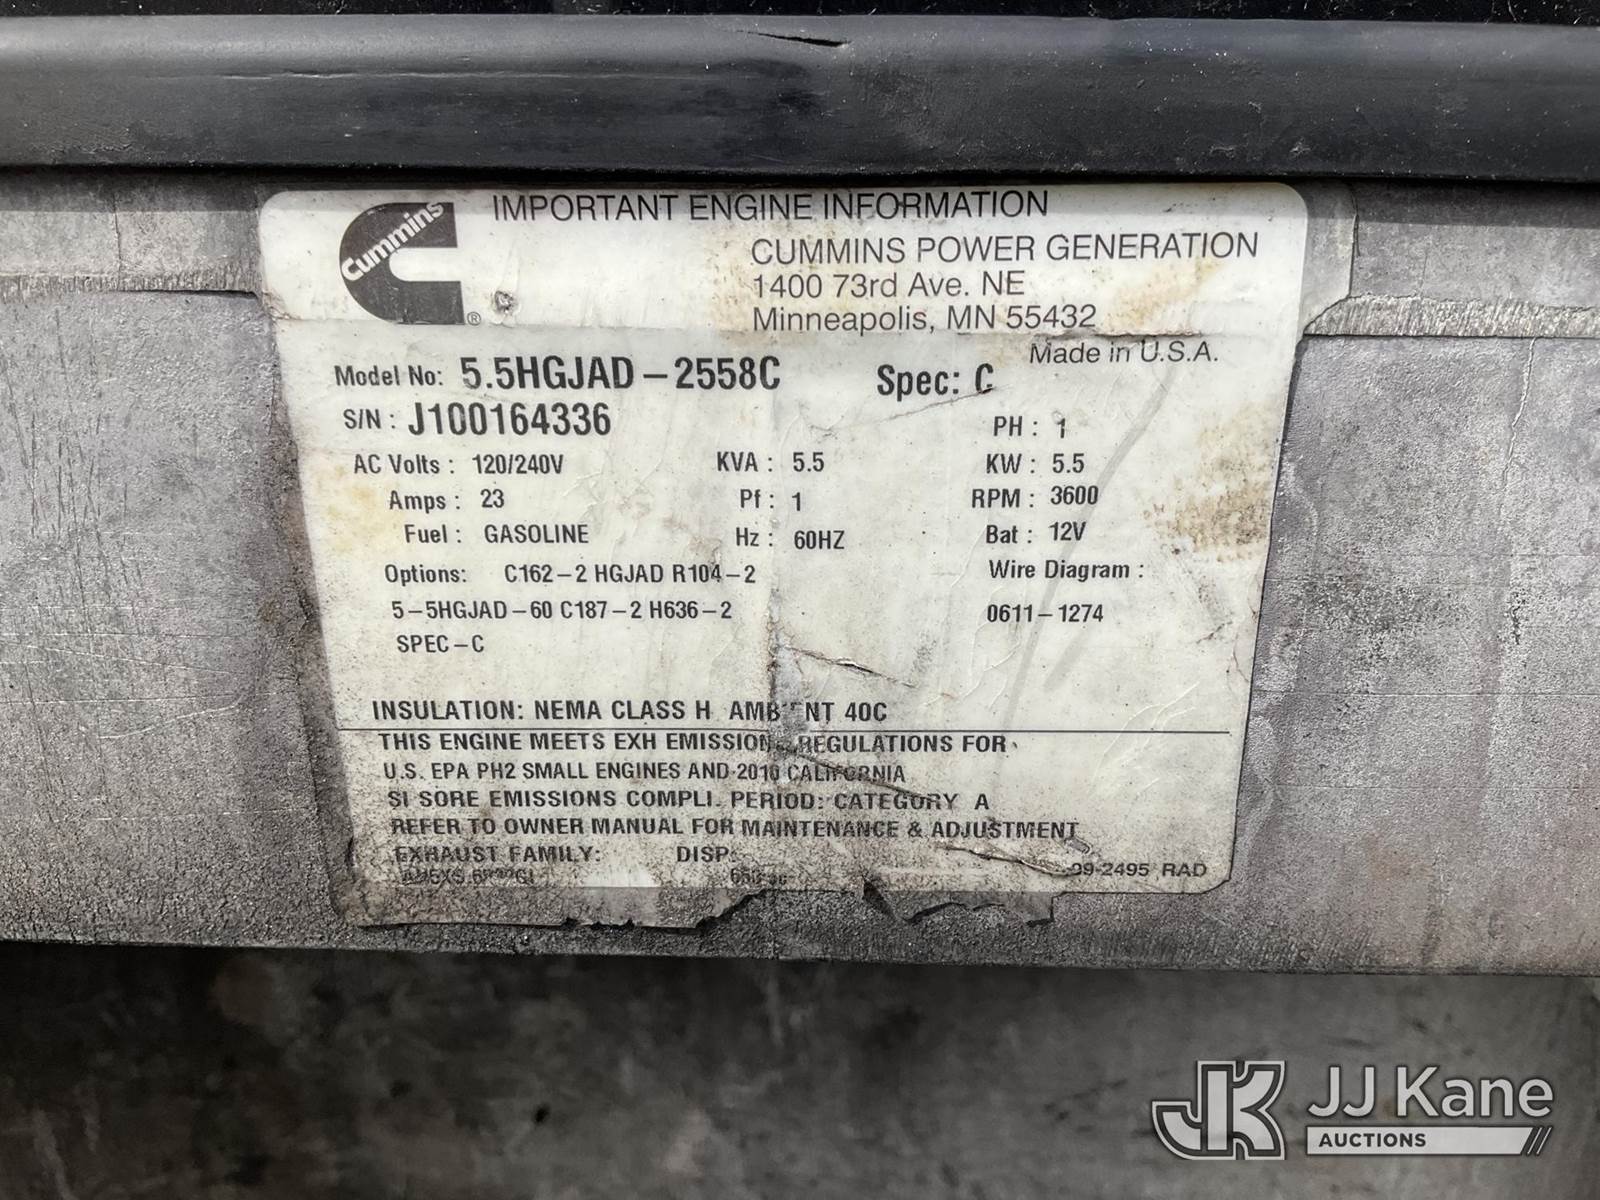 Cummins ®
IMPORTANT ENGINE INFORMATION
CUMMINS POWER GENERATION
1400 73rd Ave. NE
Minneapolis, MN 55432
Made in U.S.A.
Model No: 5.5HGJAD-2558C Spec: C
S/N : J100164336 PH : 1
AC Volts : 120/240V KVA : 5.5 KW : 5.5
Amps : 23 Pf : 1 RPM : 3600
Fuel : GASOLINE Hz : 60HZ Bat : 12V
Options: C162-2 HGJAD R104-2 Wire Diagram :
5-5HGJAD-60 C187-2 H636-2 0611-1274
SPEC-C
INSULATION: NEMA CLASS H AMB NT 40C
THIS ENGINE MEETS EXH EMISSION REGULATIONS FOR
U.S. EPA PH2 SMALL ENGINES AND 2010 CALIFORNIA
SI SORE EMISSIONS COMPLI. PERIOD: CATEGORY A
REFER TO OWNER MANUAL FOR MAINTENANCE & ADJUSTMENT
EXHAUST FAMILY: DISP:
99-2495 RAD
JK JJ Kane
AUCTIONS